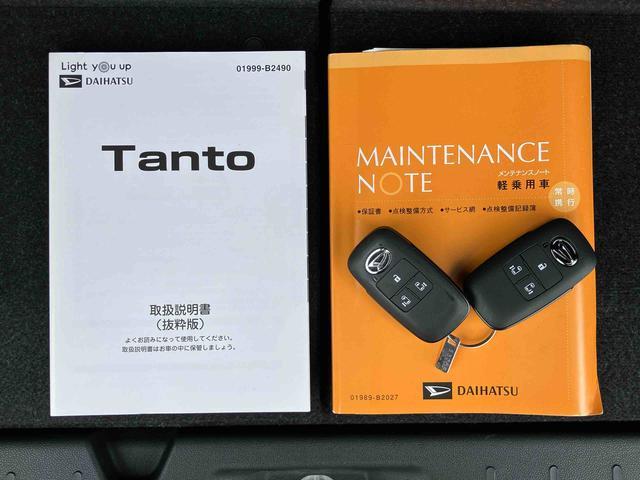 Light you up
DAIHATSU
01999-B2490
Tanto
取扱説明書
(抜粋版)
よくお読みになって使用してください。
取扱説明書はお車の中に保管しましょう。
MAINTENANCE
NOTE
メンテナンスノート
軽乗用車
常時
携行
•保証書 •点検整備方式 •サービス網 •点検整備記録簿
01989-B2027
DAIHATSU